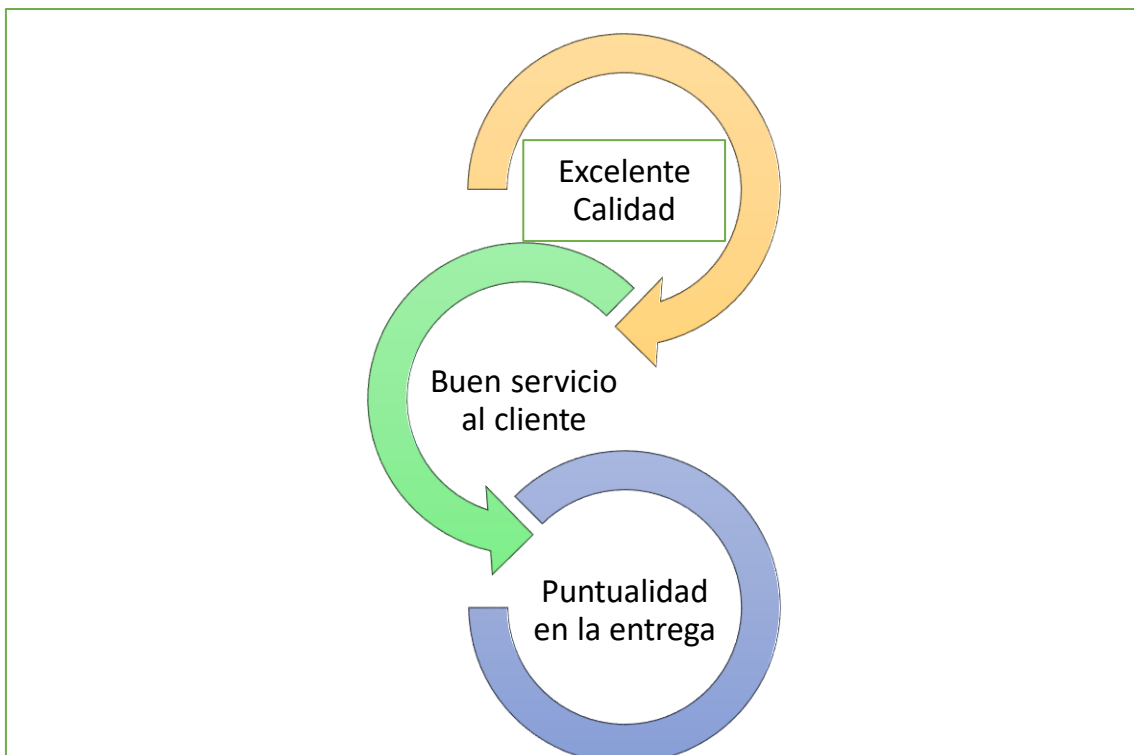 Excelente
Calidad
Buen servicio
al cliente
Puntualidad
en la entrega